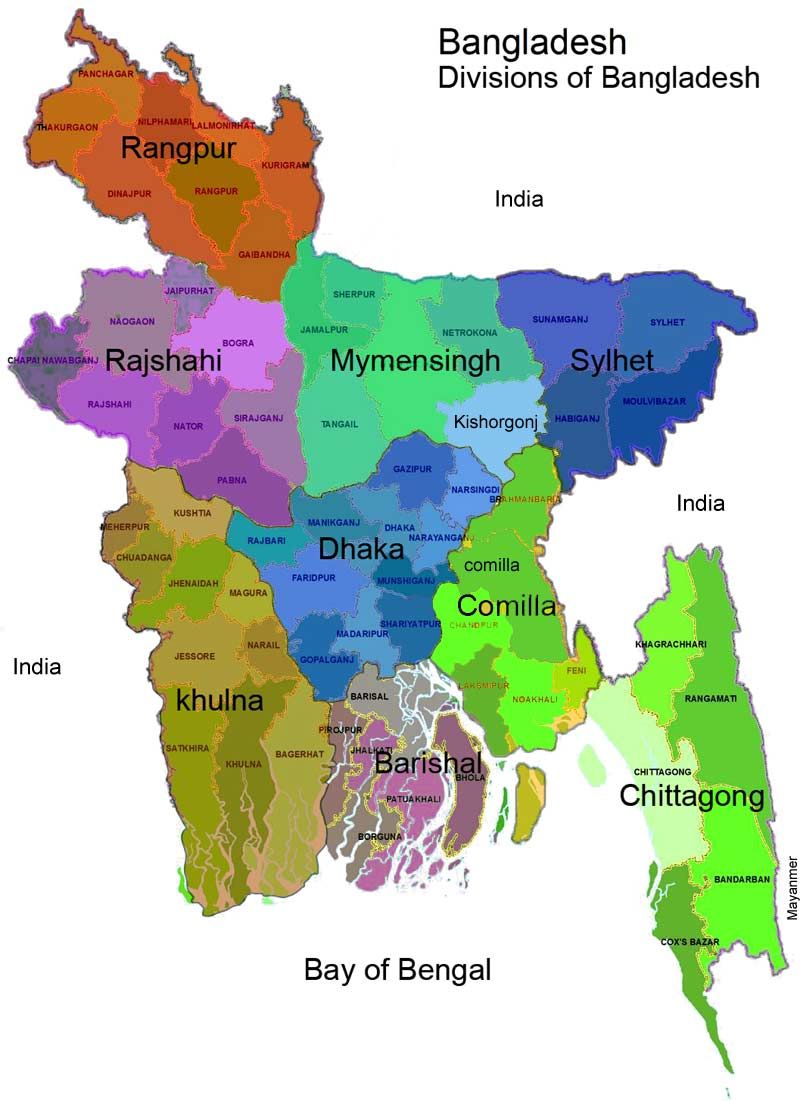 Bangladesh
Divisions of Bangladesh
PANCHAGAR
THAKURGAON
NILPHAMARI
LALMONIRHAT
Rangpur
KURIGRAM
DINAJPUR
RANGPUR
India
GAIBANDHA
JAIPURHAT
SHERPUR
NAOGAON
JAMALPUR
NETROKONA
SUNAMGANJ
SYLHET
BOGRA
CHAPAI NAWABGANJ
Rajshahi
Mymensingh
Sylhet
RAJSHAHI
MOULVIBAZAR
NATOR
SIRAJGANJ
TANGAIL
Kishorgonj
HABIGANJ
PABNA
GAZIPUR
NARSINGDI
BRAHMANBARIA
India
KUSHTIA
MEHERPUR
MANIKGANJ
DHAKA
RAJBARI
NARAYANGANJ
Dhaka
CHUADANGA
comilla
JHENAIDAH
FARIDPUR
MUNSHIGANJ
MAGURA
Comilla
CHANDPUR
SHARIYATPUR
MADARIPUR
NARAIL
KHAGRACHHARI
JESSORE
GOPALGANJ
India
FENI
LAKSMIPUR
BARISAL
NOAKHALI
RANGAMATI
khulna
PIROJPUR
SATKHIRA
JHALKATI
BAGERHAT
KHULNA
Barishal
BHOLA
CHITTAGONG
Chittagong
PATUAKHALI
BORGUNA
BANDARBAN
Mayanmer
COX'S BAZAR
Bay of Bengal